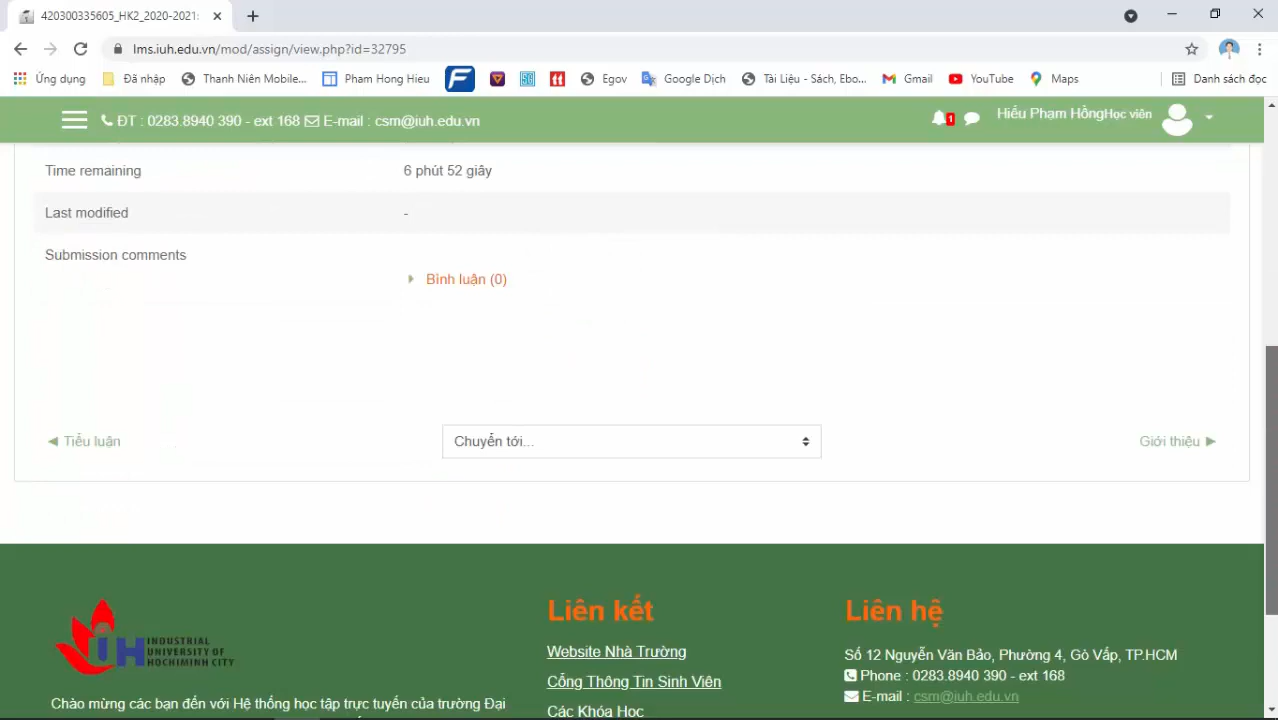 420300335605_HK2_2020-2021:
lms.iuh.edu.vn/mod/assign/view.php?id=32795
Ứng dụng Đã nhập Thanh Niên Mobile... Pham Hong Hieu Egov Google Dịch Tài Liệu - Sách, Ebo... Gmail YouTube Maps Danh sách đọc
ĐT : 0283.8940 390 - ext 168 E-mail : csm@iuh.edu.vn 1 Hiếu Phạm HồngHọc viên
Time remaining 6 phút 52 giây
Last modified -
Submission comments
Bình luận (0)
◄ Tiểu luận Chuyển tới... Giới thiệu ►
Liên kết Liên hệ
INDUSTRIAL
UNIVERSITY OF
HOCHIMINH CITY
Website Nhà Trường
Số 12 Nguyễn Văn Bảo, Phường 4, Gò Vấp, TP.HCM
Phone : 0283.8940 390 - ext 168
Cổng Thông Tin Sinh Viên
E-mail : csm@iuh.edu.vn
Chào mừng các bạn đến với Hệ thống học tập trực tuyến của trường Đại
Các Khóa Học